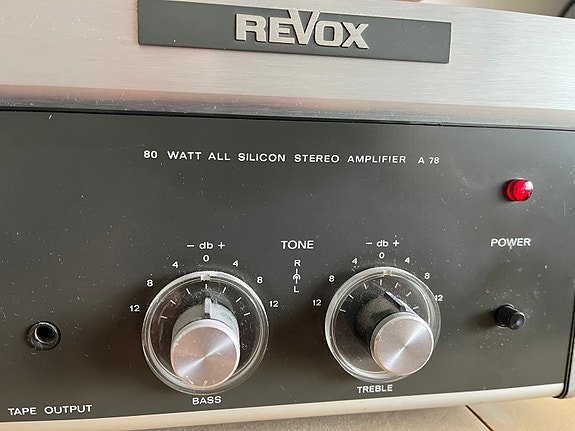 REVOX
80 WATT ALL SILICON STEREO AMPLIFIER A 78
POWER
TONE
R
L
- db +
12 8 4 0 4 8 12
BASS
- db +
12 8 4 0 4 8 12
TREBLE
TAPE OUTPUT